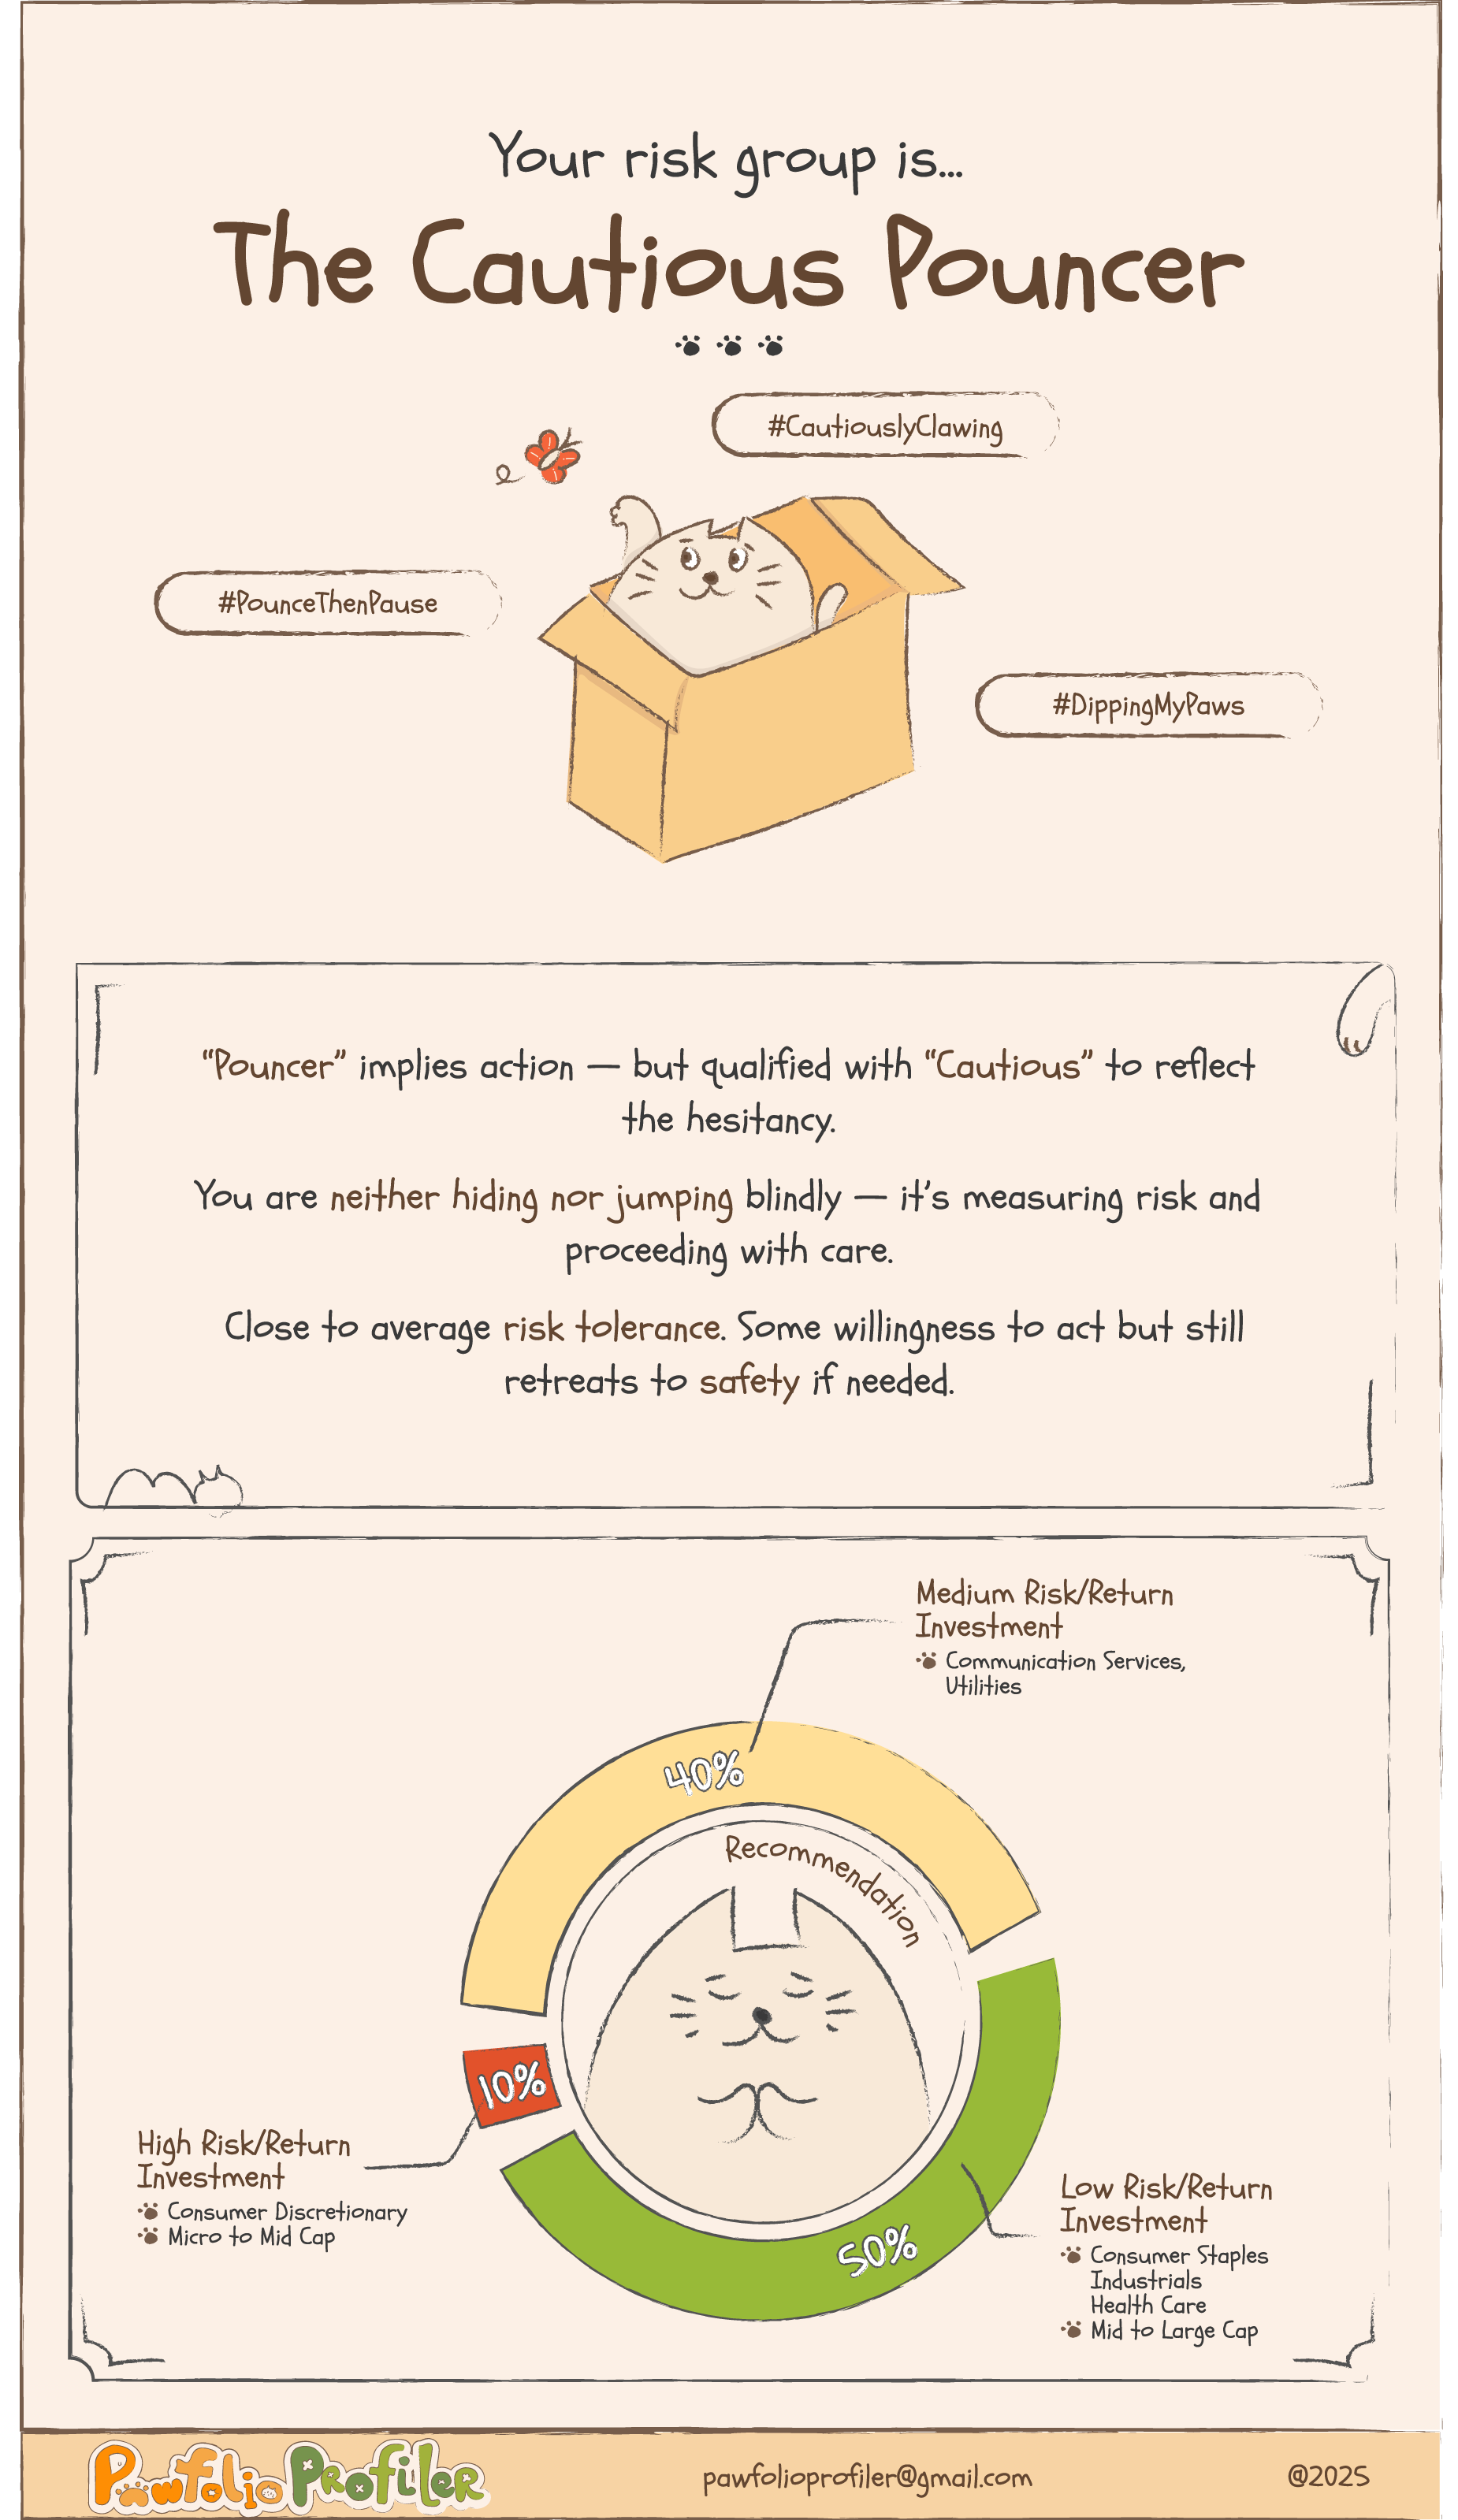 Your risk group is...
The Cautious Pouncer
#CautiouslyClawing
#PounceThenPause
#DippingMyPaws
“Pouncer” implies action — but qualified with “Cautious” to reflect
the hesitancy.
You are neither hiding nor jumping blindly — it’s measuring risk and
proceeding with care.
Close to average risk tolerance. Some willingness to act but still
retreats to safety if needed.
Medium Risk/Return
Investment
Communication Services,
Utilities
40%
Recommendation
10%
High Risk/Return
Investment
Consumer Discretionary
Micro to Mid Cap
50%
Low Risk/Return
Investment
Consumer Staples
Industrials
Health Care
Mid to Large Cap
Pawfolio Profiler
pawfolioprofiler@gmail.com
@2025